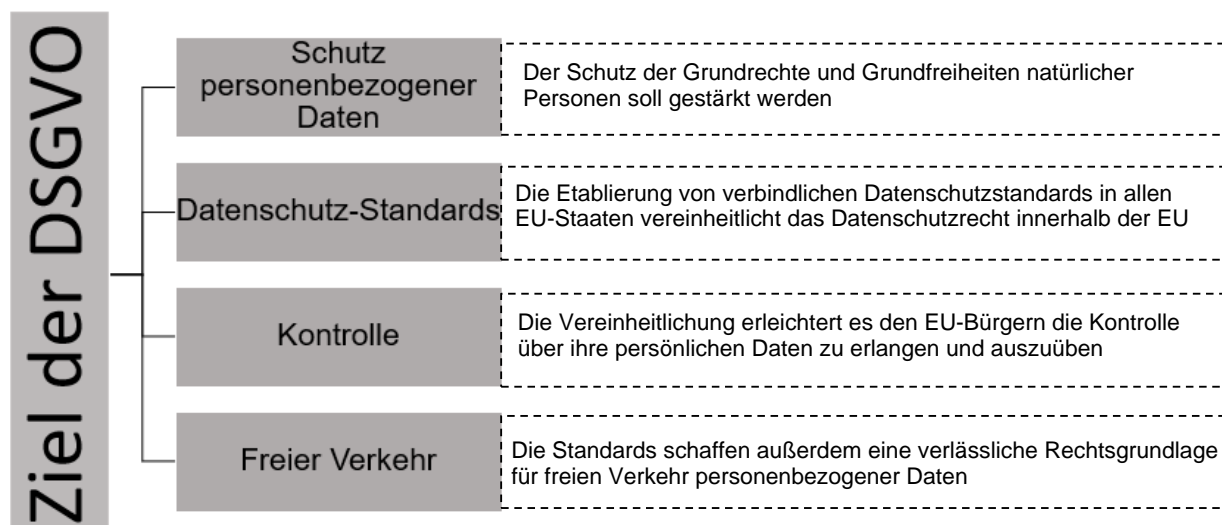 Ziel der DSGVO
Schutz
personenbezogener
Daten
Der Schutz der Grundrechte und Grundfreiheiten natürlicher
Personen soll gestärkt werden
Datenschutz-Standards
Die Etablierung von verbindlichen Datenschutzstandards in allen
EU-Staaten vereinheitlicht das Datenschutzrecht innerhalb der EU
Kontrolle
Die Vereinheitlichung erleichtert es den EU-Bürgern die Kontrolle
über ihre persönlichen Daten zu erlangen und auszuüben
Freier Verkehr
Die Standards schaffen außerdem eine verlässliche Rechtsgrundlage
für freien Verkehr personenbezogener Daten